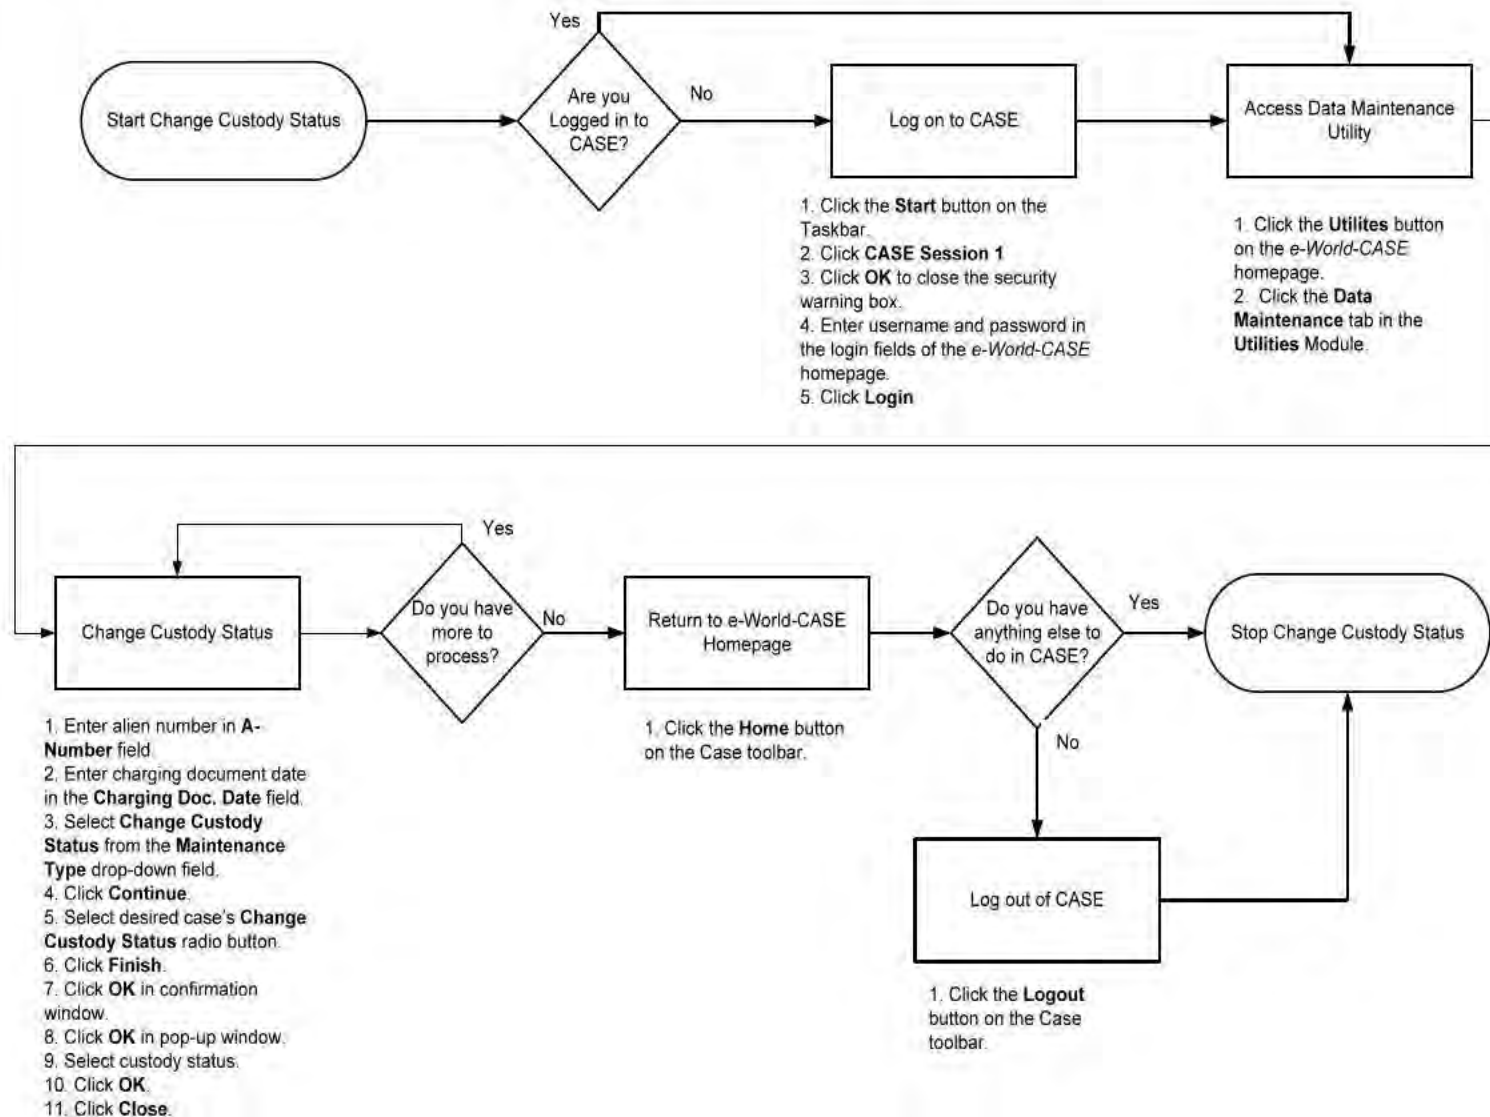 Yes
Start Change Custody Status
Are you
Logged in to
CASE?
No
Log on to CASE
Access Data Maintenance
Utility
1. Click the Start button on the
Taskbar.
2. Click CASE Session 1
3. Click OK to close the security
warning box.
4. Enter username and password in
the login fields of the e-World-CASE
homepage.
5. Click Login
1. Click the Utilites button
on the e-World-CASE
homepage.
2. Click the Data
Maintenance tab in the
Utilities Module.
Yes
Change Custody Status
Do you have
more to
process?
No
Return to e-World-CASE
Homepage
Do you have
anything else to
do in CASE?
Yes
Stop Change Custody Status
1. Enter alien number in A-
Number field.
2. Enter charging document date
in the Charging Doc. Date field.
3. Select Change Custody
Status from the Maintenance
Type drop-down field.
4. Click Continue.
5. Select desired case's Change
Custody Status radio button.
6. Click Finish.
7. Click OK in confirmation
window.
8. Click OK in pop-up window.
9. Select custody status.
10. Click OK.
11. Click Close.
1. Click the Home button
on the Case toolbar.
No
Log out of CASE
1. Click the Logout
button on the Case
toolbar.